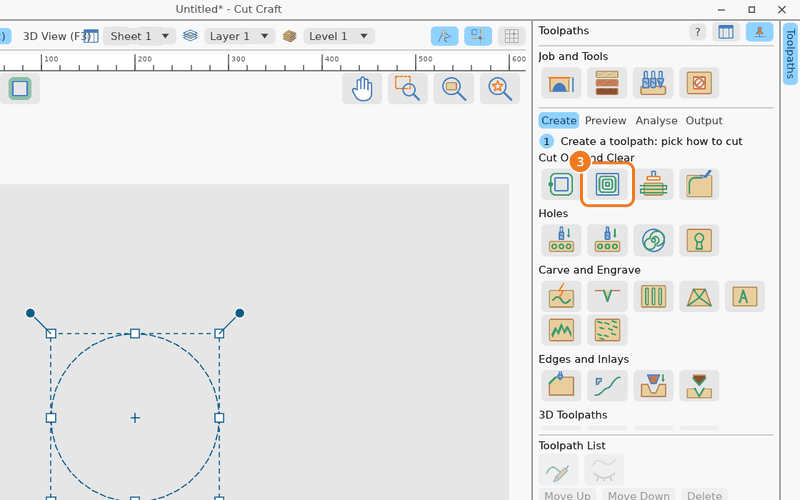 Untitled* - Cut Craft
3D View (F3)
Sheet 1
Layer 1
Level 1
Toolpaths
?
Toolpaths
100
200
300
400
500
600
Job and Tools
Create
Preview
Analyse
Output
1
Create a toolpath: pick how to cut
3
Cut O nd Clear
Holes
Carve and Engrave
A
Edges and Inlays
3D Toolpaths
Toolpath List
Move Up
Move Down
Delete